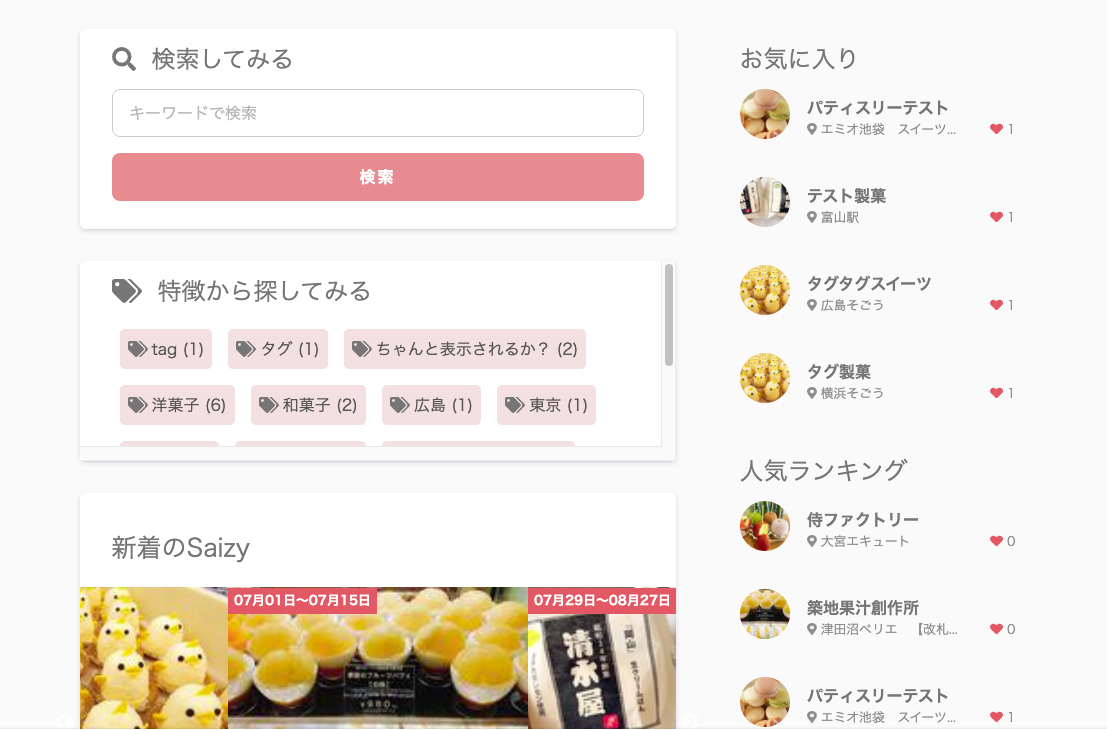 検索してみる
キーワードで検索
検索
特徴から探してみる
tag (1)
タグ (1)
ちゃんと表示されるか？ (2)
洋菓子 (6)
和菓子 (2)
広島 (1)
東京 (1)
新着のSaizy
07月01日〜07月15日
07月29日〜08月27日
¥980
岡山
清水屋
生クリームぱん
お気に入り
パティスリーテスト
エミオ池袋　スイーツ...
1
テスト製菓
富山駅
1
タグタグスイーツ
広島そごう
1
タグ製菓
横浜そごう
1
人気ランキング
侍ファクトリー
大宮エキュート
0
築地果汁創作所
津田沼ペリエ　【改札...
0
パティスリーテスト
エミオ池袋　スイーツ...
1